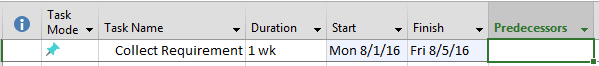 Task
Mode Task Name Duration Start Finish Predecessors
Collect Requirement 1 wk Mon 8/1/16 Fri 8/5/16